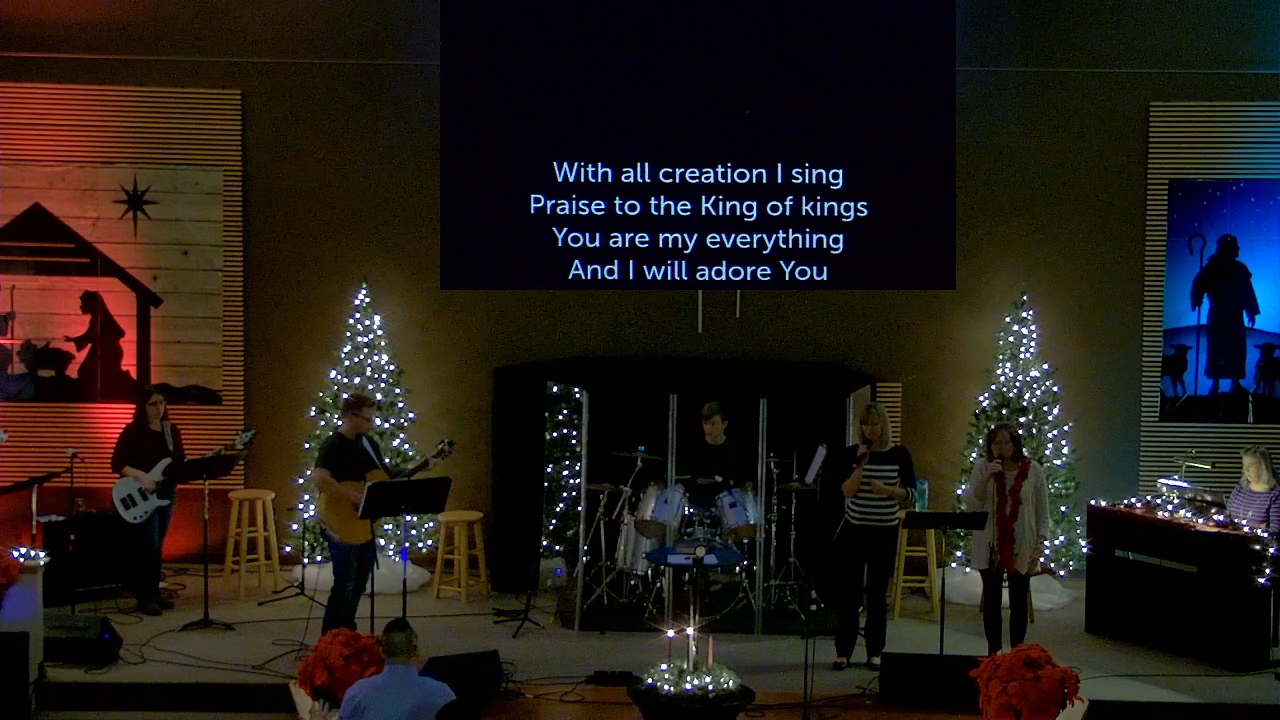 With all creation I sing
Praise to the King of kings
You are my everything
And I will adore You